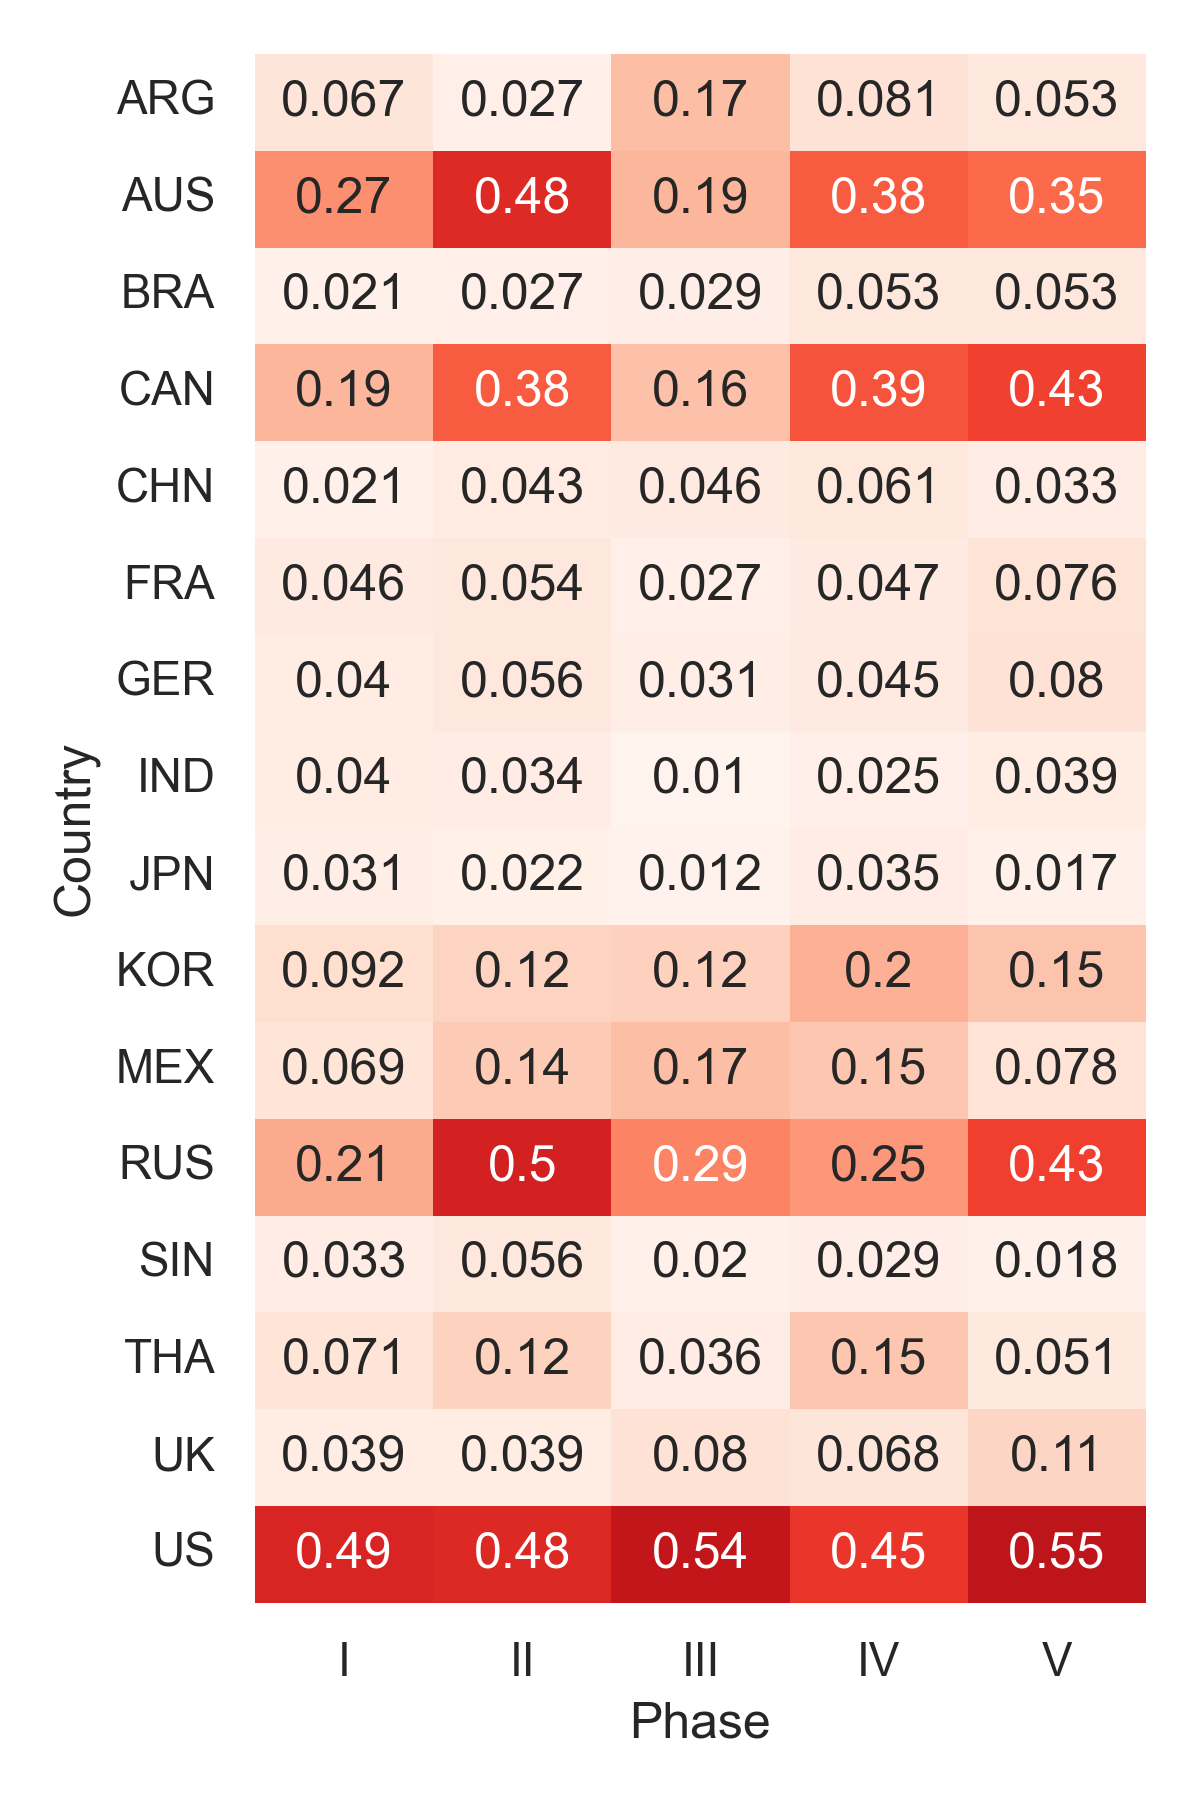 ARG 0.067 0.027 0.17 0.081 0.053
AUS 0.27 0.48 0.19 0.38 0.35
BRA 0.021 0.027 0.029 0.053 0.053
CAN 0.19 0.38 0.16 0.39 0.43
CHN 0.021 0.043 0.046 0.061 0.033
FRA 0.046 0.054 0.027 0.047 0.076
GER 0.04 0.056 0.031 0.045 0.08
IND 0.04 0.034 0.01 0.025 0.039
JPN 0.031 0.022 0.012 0.035 0.017
KOR 0.092 0.12 0.12 0.2 0.15
MEX 0.069 0.14 0.17 0.15 0.078
RUS 0.21 0.5 0.29 0.25 0.43
SIN 0.033 0.056 0.02 0.029 0.018
THA 0.071 0.12 0.036 0.15 0.051
UK 0.039 0.039 0.08 0.068 0.11
US 0.49 0.48 0.54 0.45 0.55
I II III IV V
Phase
Country